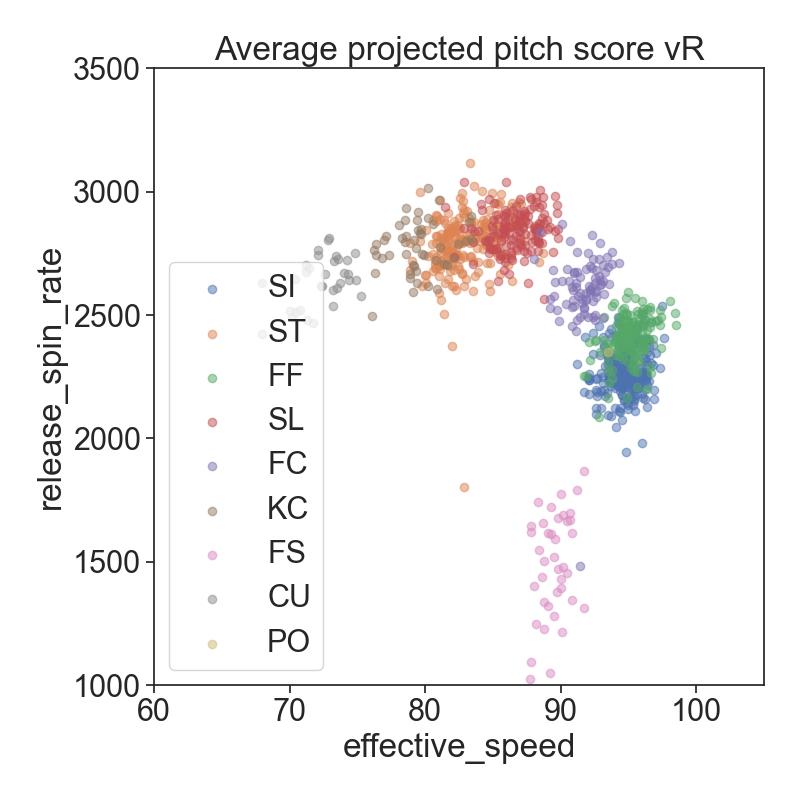 Average projected pitch score vR
3500
3000
2500
2000
1500
1000
release_spin_rate
SI
ST
FF
SL
FC
KC
FS
CU
PO
60
70
80
90
100
effective_speed